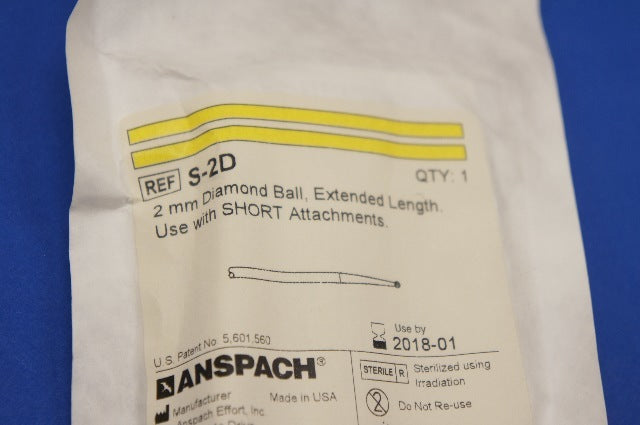 REF S-2D
QTY: 1
2 mm Diamond Ball, Extended Length.
Use with SHORT Attachments.
U.S. Patent No. 5,601,560
ANSPACH®
Manufacturer
Made in USA
Anspach Effort, Inc.
Drive
Use by
2018-01
STERILE R
Sterilized using
Irradiation
2
Do Not Re-use